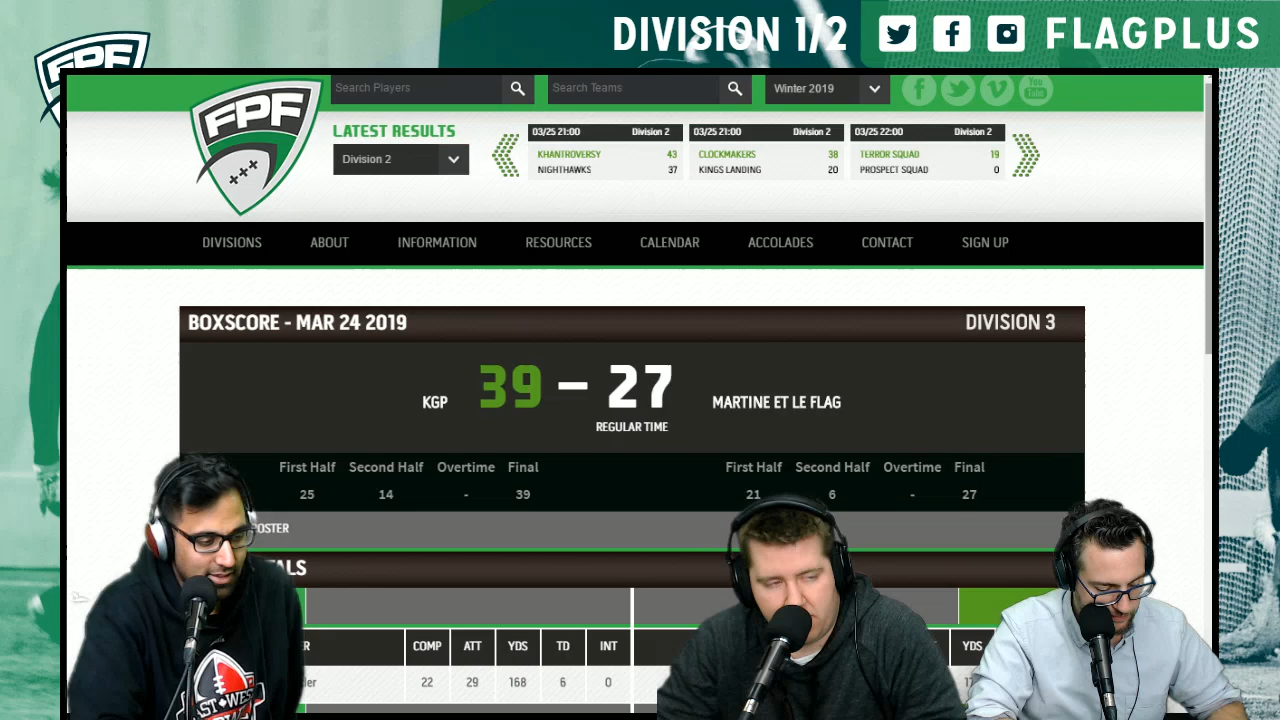 DIVISION 1/2
FLAGPLUS
FPF
Search Players
Search Teams
Winter 2019
You
Tube
FPF
LATEST RESULTS
Division 2
03/25 21:00 Division 2
KHANTROVERSY 43
NIGHTHAWKS 37
03/25 21:00 Division 2
CLOCKMAKERS 38
KINGS LANDING 20
03/25 22:00 Division 2
TERROR SQUAD 19
PROSPECT SQUAD 0
DIVISIONS ABOUT INFORMATION RESOURCES CALENDAR ACCOLADES CONTACT SIGN UP
BOXSCORE - MAR 24 2019 DIVISION 3
KGP 39 – 27 MARTINE ET LE FLAG
REGULAR TIME
First Half Second Half Overtime Final First Half Second Half Overtime Final
25 14 - 39 21 6 - 27
OSTER
ALS
COMP ATT YDS TD INT YDS
der 22 29 168 6 0